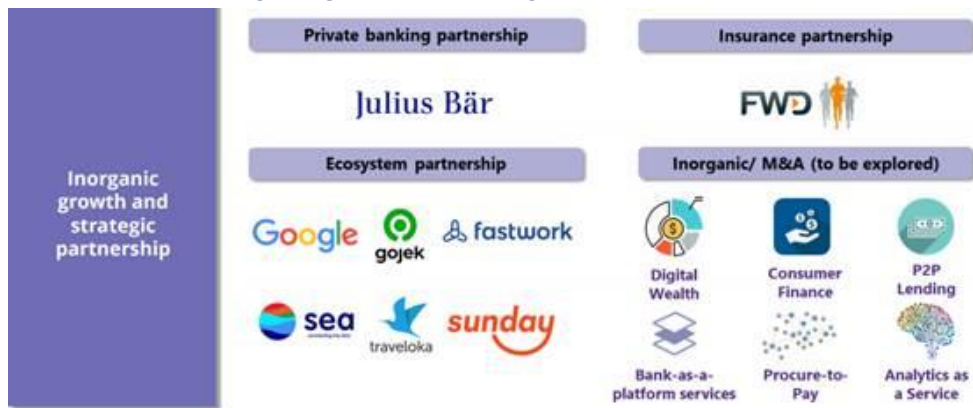 Private banking partnership
Insurance partnership
Julius Bär
FWD
Inorganic
growth and
strategic
partnership
Ecosystem partnership
Inorganic/ M&A (to be explored)
Google
gojek
fastwork
Digital
Wealth
Consumer
Finance
P2P
Lending
sea
traveloka
sunday
Bank-as-a-
platform services
Procure-to-
Pay
Analytics as
a Service